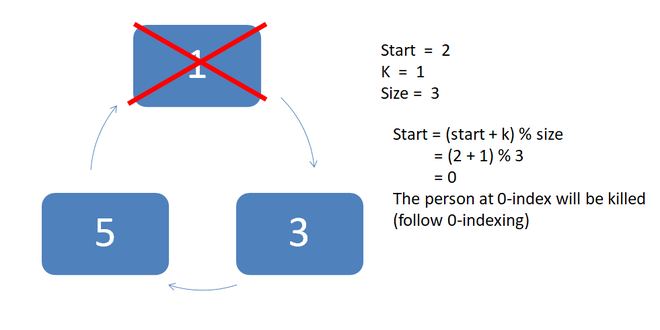 1
Start = 2
K = 1
Size = 3
Start = (start + k) % size
= (2 + 1) % 3
= 0
The person at 0-index will be killed
(follow 0-indexing)
5
3